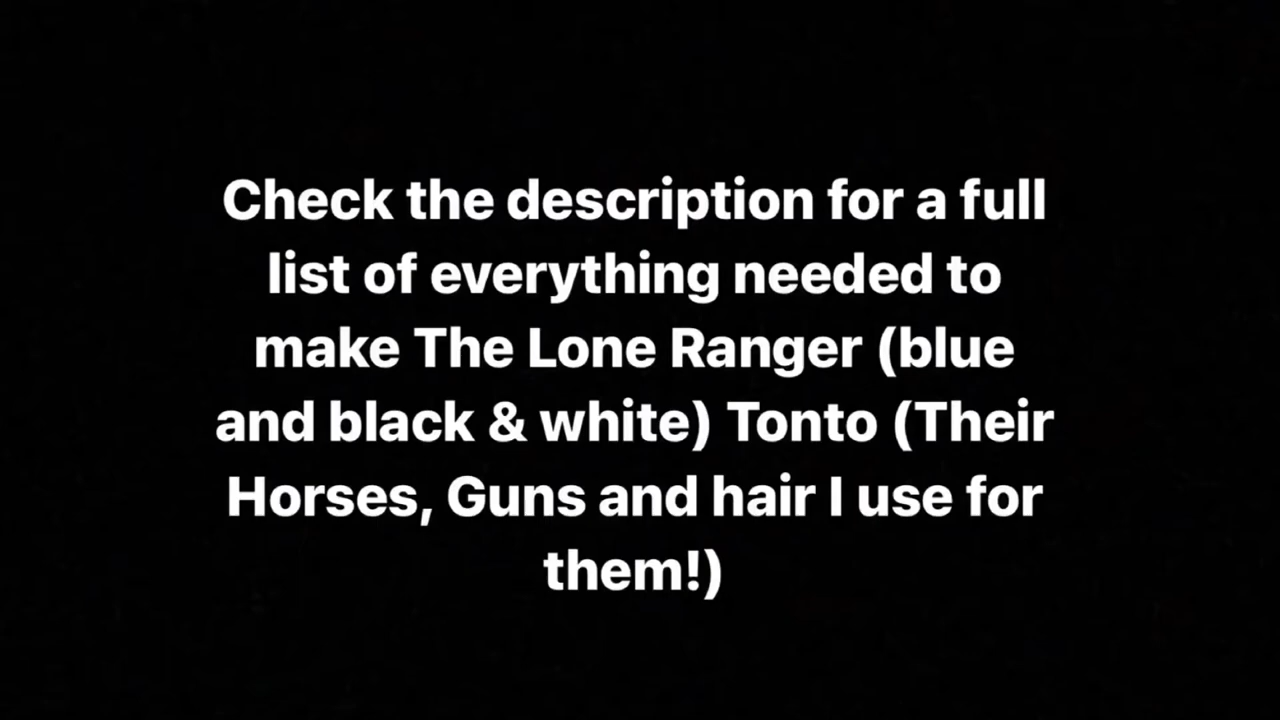 Check the description for a full
list of everything needed to
make The Lone Ranger (blue
and black & white) Tonto (Their
Horses, Guns and hair I use for
them!)